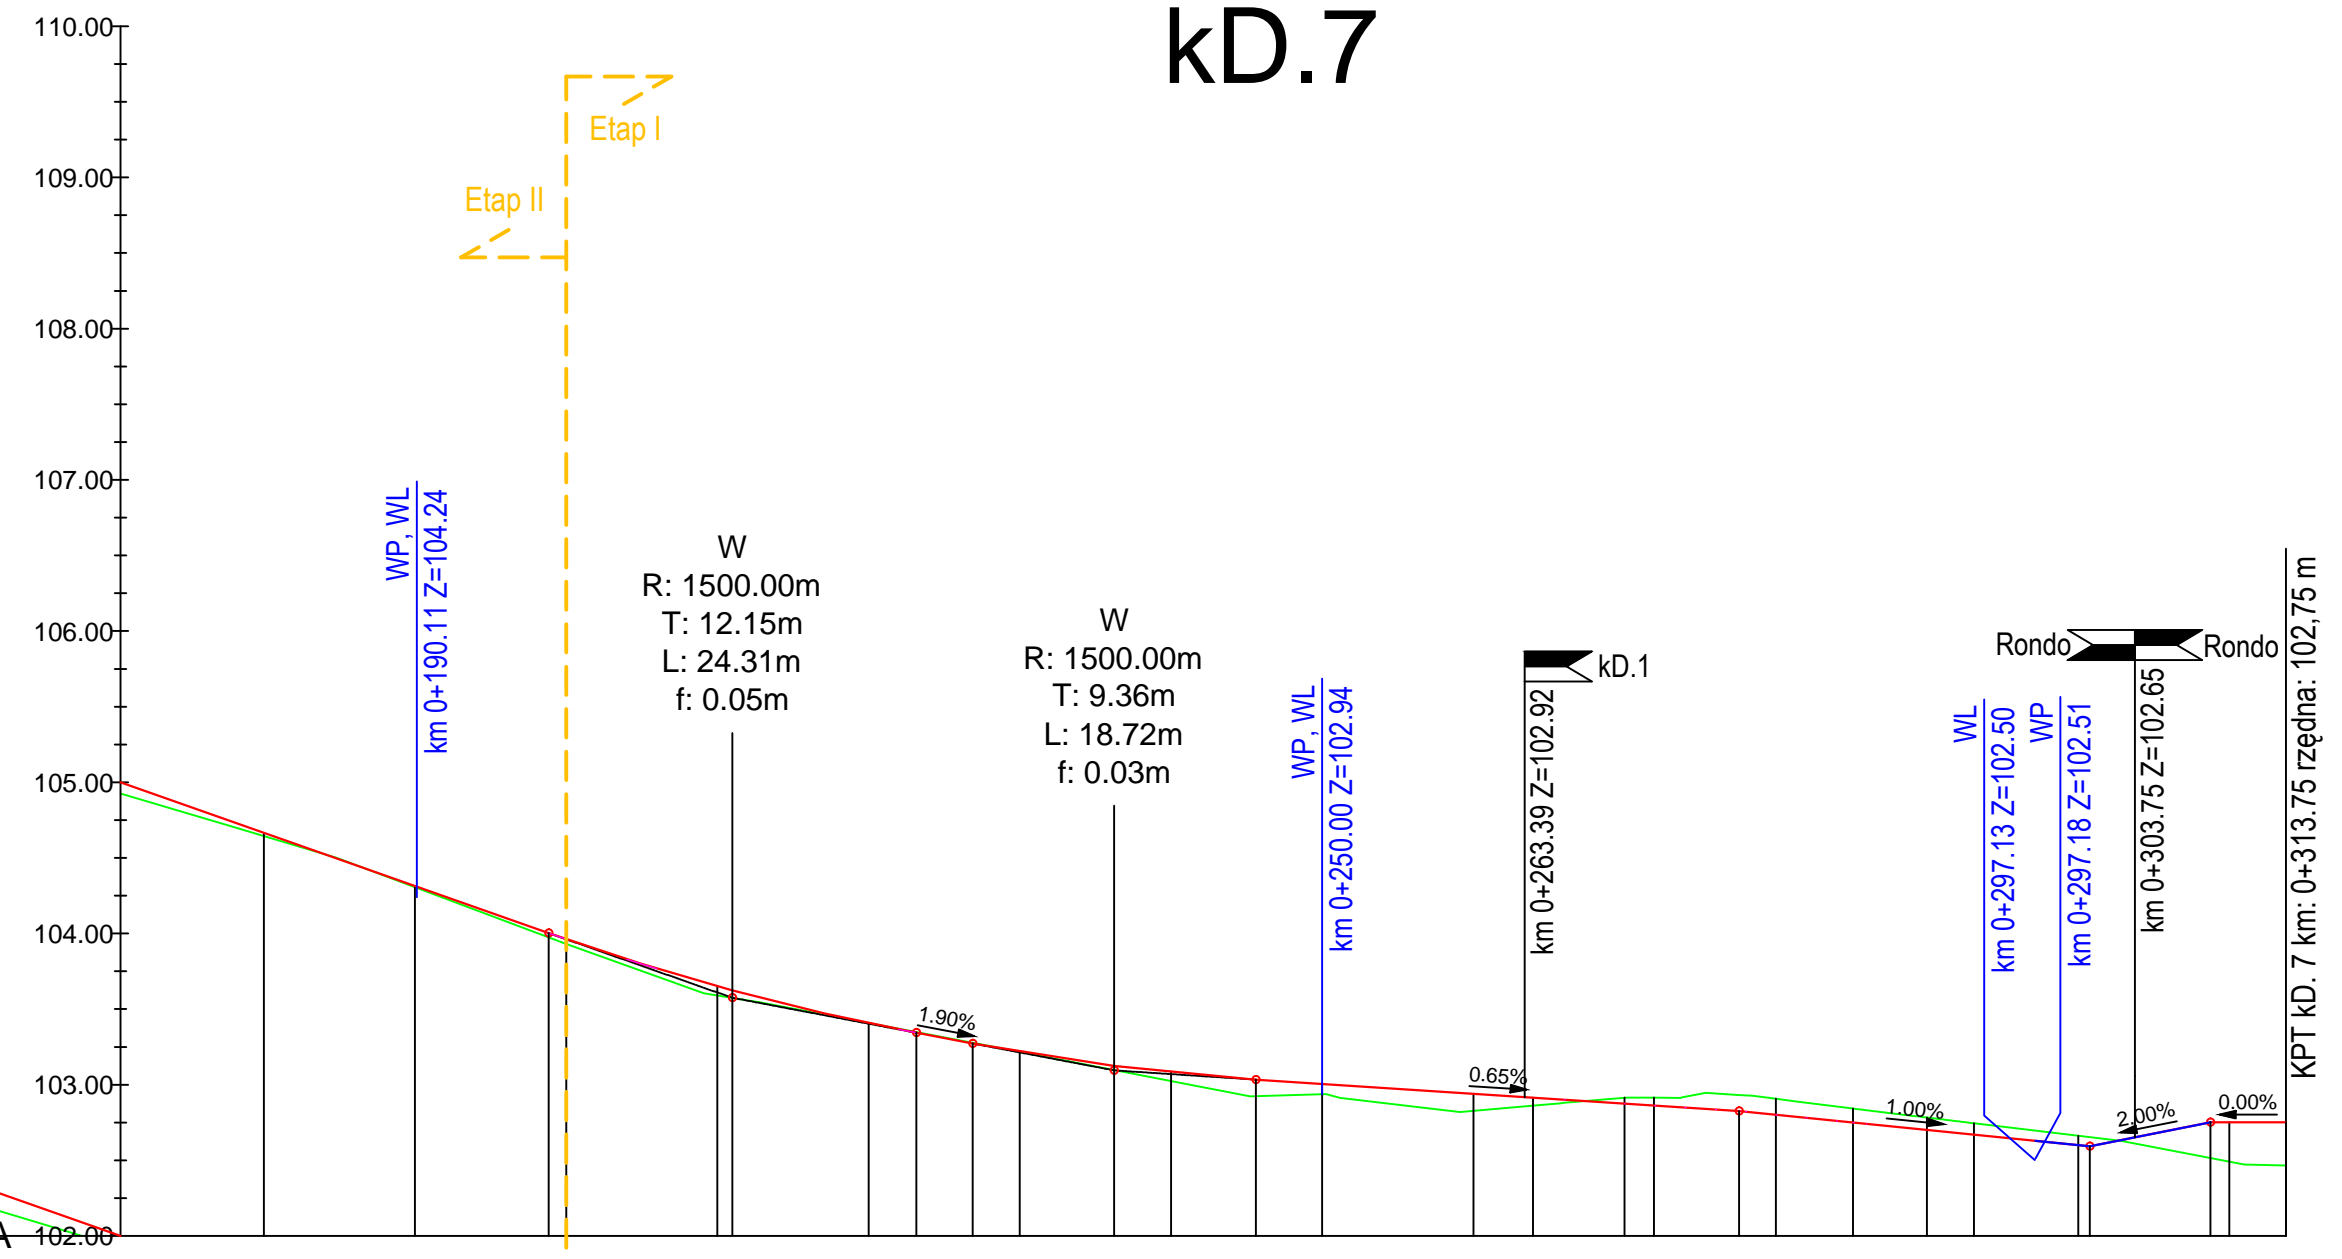 kD.7
110.00
109.00
108.00
107.00
106.00
105.00
104.00
103.00
102.00
A
Etap I
Etap II
WP, WL
km 0+190.11 Z=104.24
W
R: 1500.00m
T: 12.15m
L: 24.31m
f: 0.05m
1.90%
W
R: 1500.00m
T: 9.36m
L: 18.72m
f: 0.03m
WP, WL
km 0+250.00 Z=102.94
0.65%
kD.1
km 0+263.39 Z=102.92
1.00%
WL
km 0+297.13 Z=102.50
WP
km 0+297.18 Z=102.51
Rondo
Rondo
km 0+303.75 Z=102.65
2.00%
0.00%
KPT kD. 7 km: 0+313.75 rzędna: 102,75 m